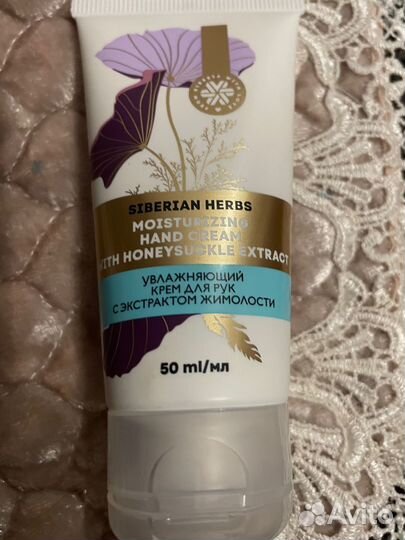 SIBERIAN HERBS
MOISTURIZING
HAND CREAM
WITH HONEYSUCKLE EXTRACT
УВЛАЖНЯЮЩИЙ
КРЕМ ДЛЯ РУК
С ЭКСТРАКТОМ ЖИМОЛОСТИ
50 ml/мл
Avito